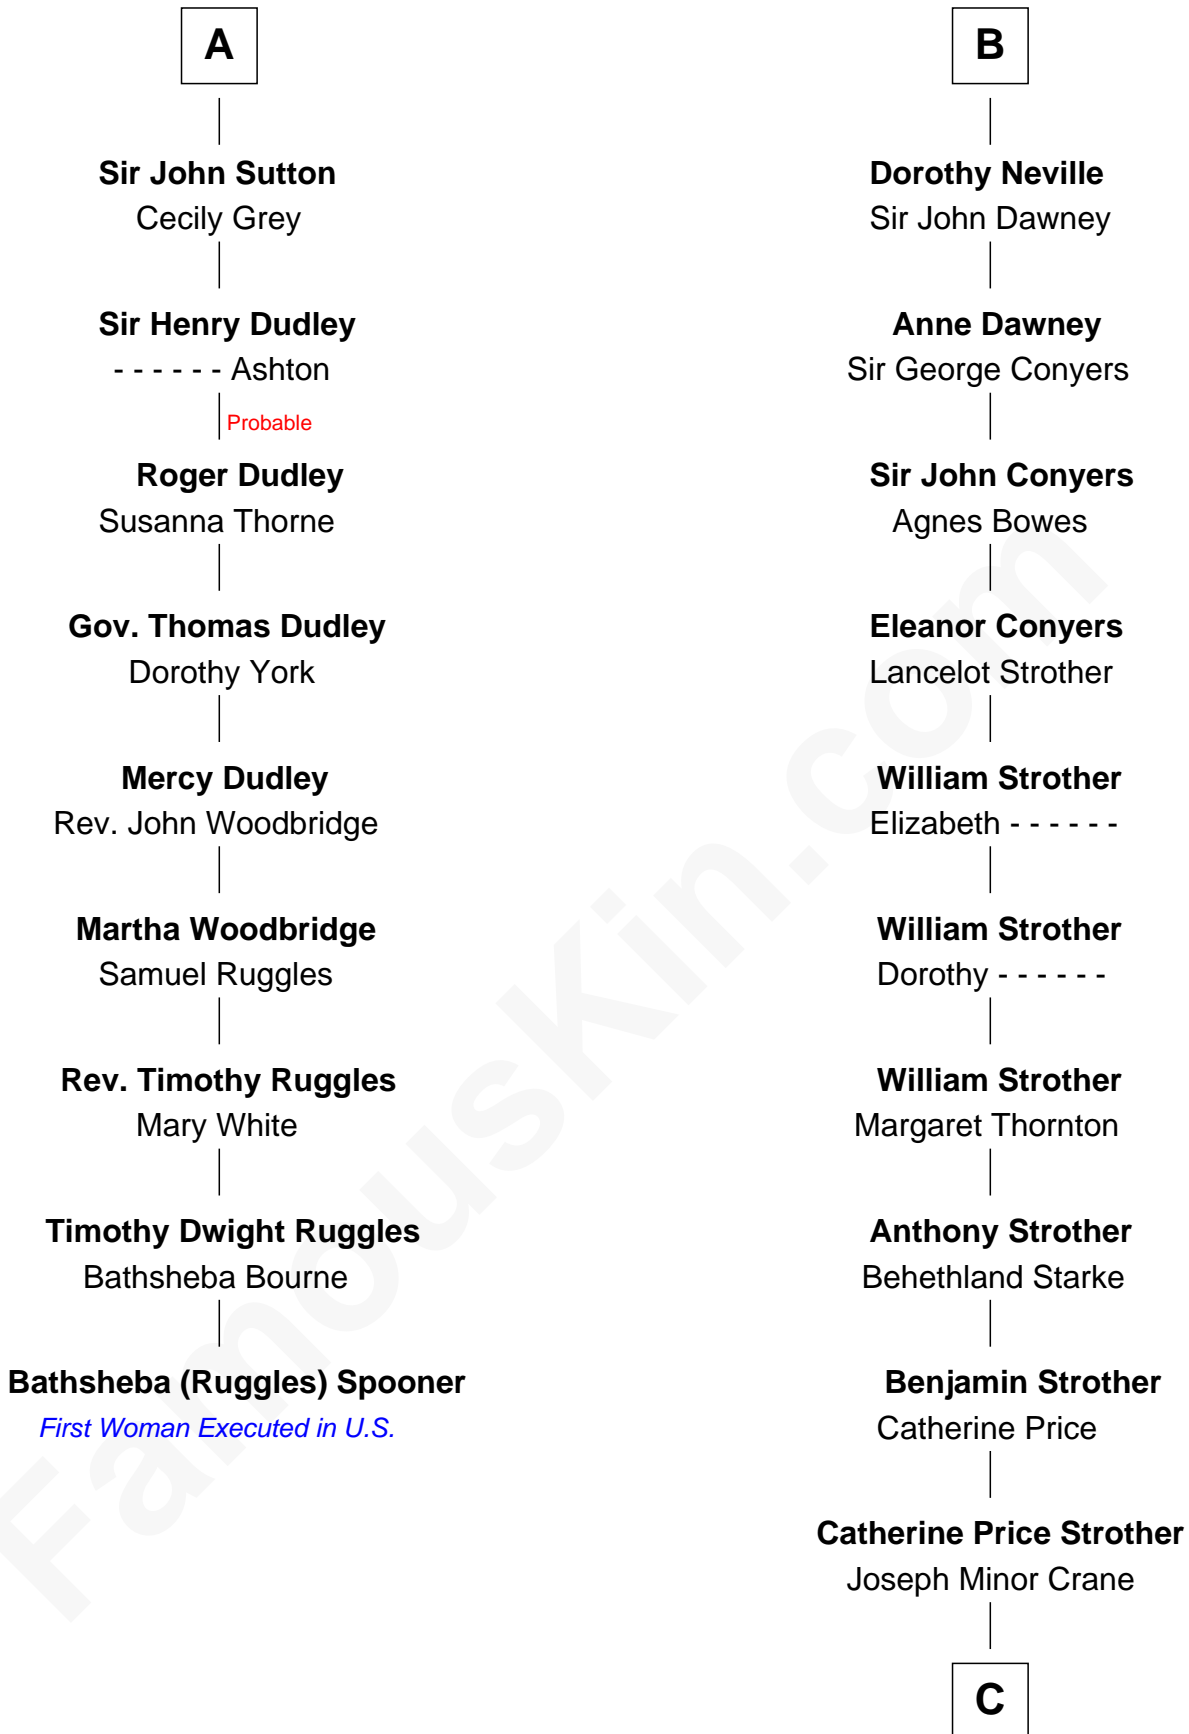 A
Sir John Sutton
Cecily Grey
Sir Henry Dudley
- - - - - - Ashton
Probable
Roger Dudley
Susanna Thorne
Gov. Thomas Dudley
Dorothy York
Mercy Dudley
Rev. John Woodbridge
Martha Woodbridge
Samuel Ruggles
Rev. Timothy Ruggles
Mary White
Timothy Dwight Ruggles
Bathsheba Bourne
Bathsheba (Ruggles) Spooner
First Woman Executed in U.S.
B
Dorothy Neville
Sir John Dawney
Anne Dawney
Sir George Conyers
Sir John Conyers
Agnes Bowes
Eleanor Conyers
Lancelot Strother
William Strother
Elizabeth - - - - - -
William Strother
Dorothy - - - - - -
William Strother
Margaret Thornton
Anthony Strother
Behethland Starke
Benjamin Strother
Catherine Price
Catherine Price Strother
Joseph Minor Crane
C
FamousKin.com